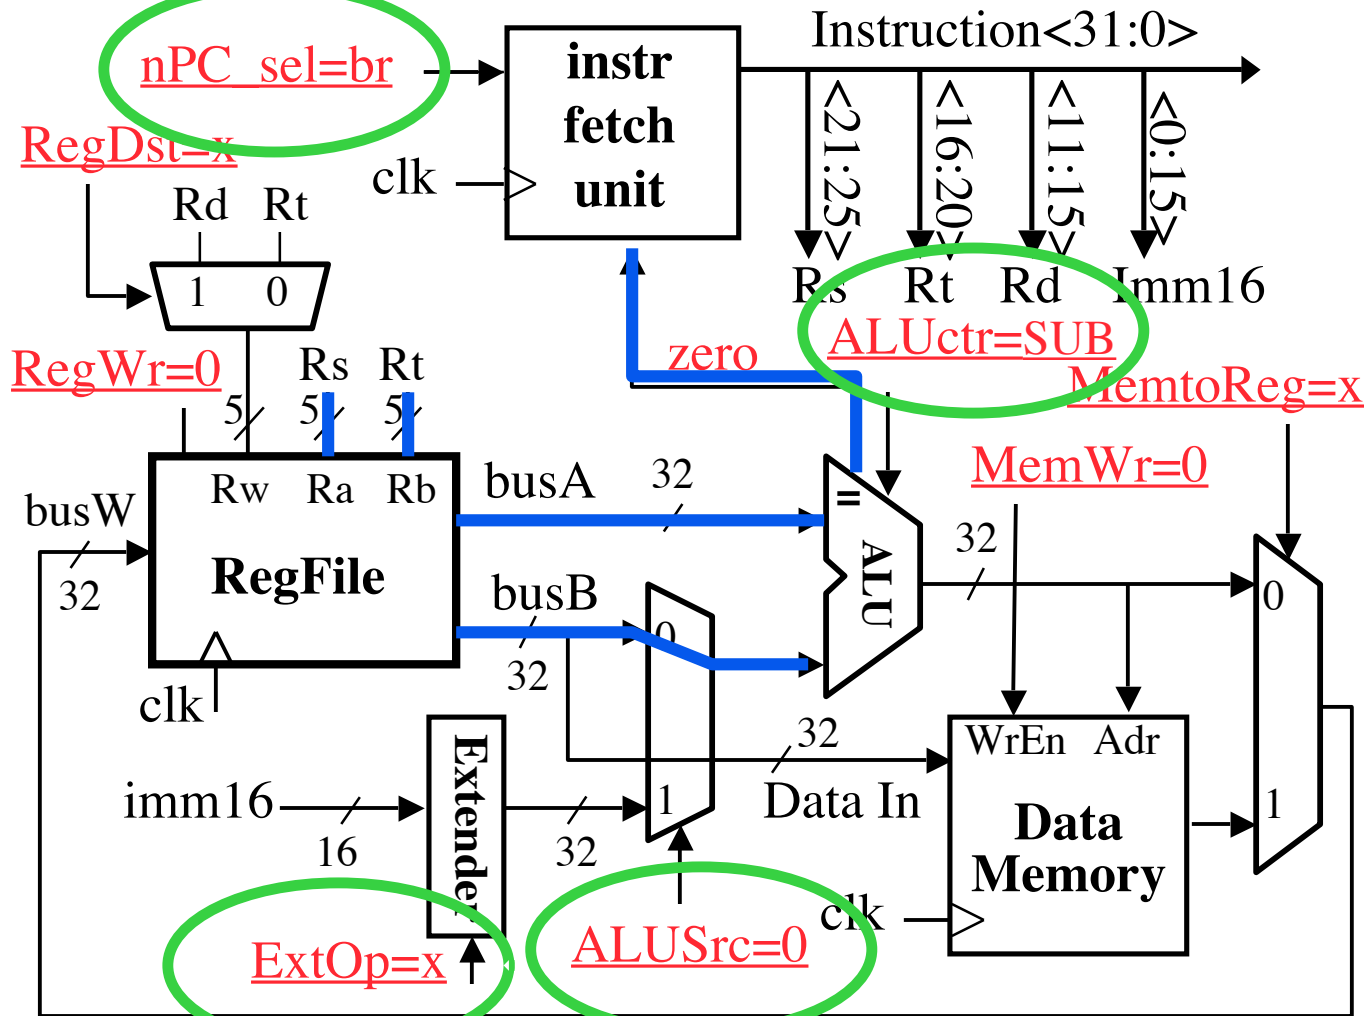 Instruction<31:0>
nPC_sel=br
instr
fetch
unit
<21:25>
<16:20>
<11:15>
<0:15>
RegDst=x
clk
Rd
Rt
1
0
Rs
Rt
Rd
Imm16
ALUctr=SUB
zero
RegWr=0
Rs
Rt
MemtoReg=x
5
5
5
MemWr=0
busW
Rw
Ra
Rb
busA
32
=
32
RegFile
ALU
32
busB
0
32
0
clk
32
WrEn
Adr
Extender
imm16
16
32
1
Data In
Data
Memory
1
clk
ExtOp=x
ALUSrc=0